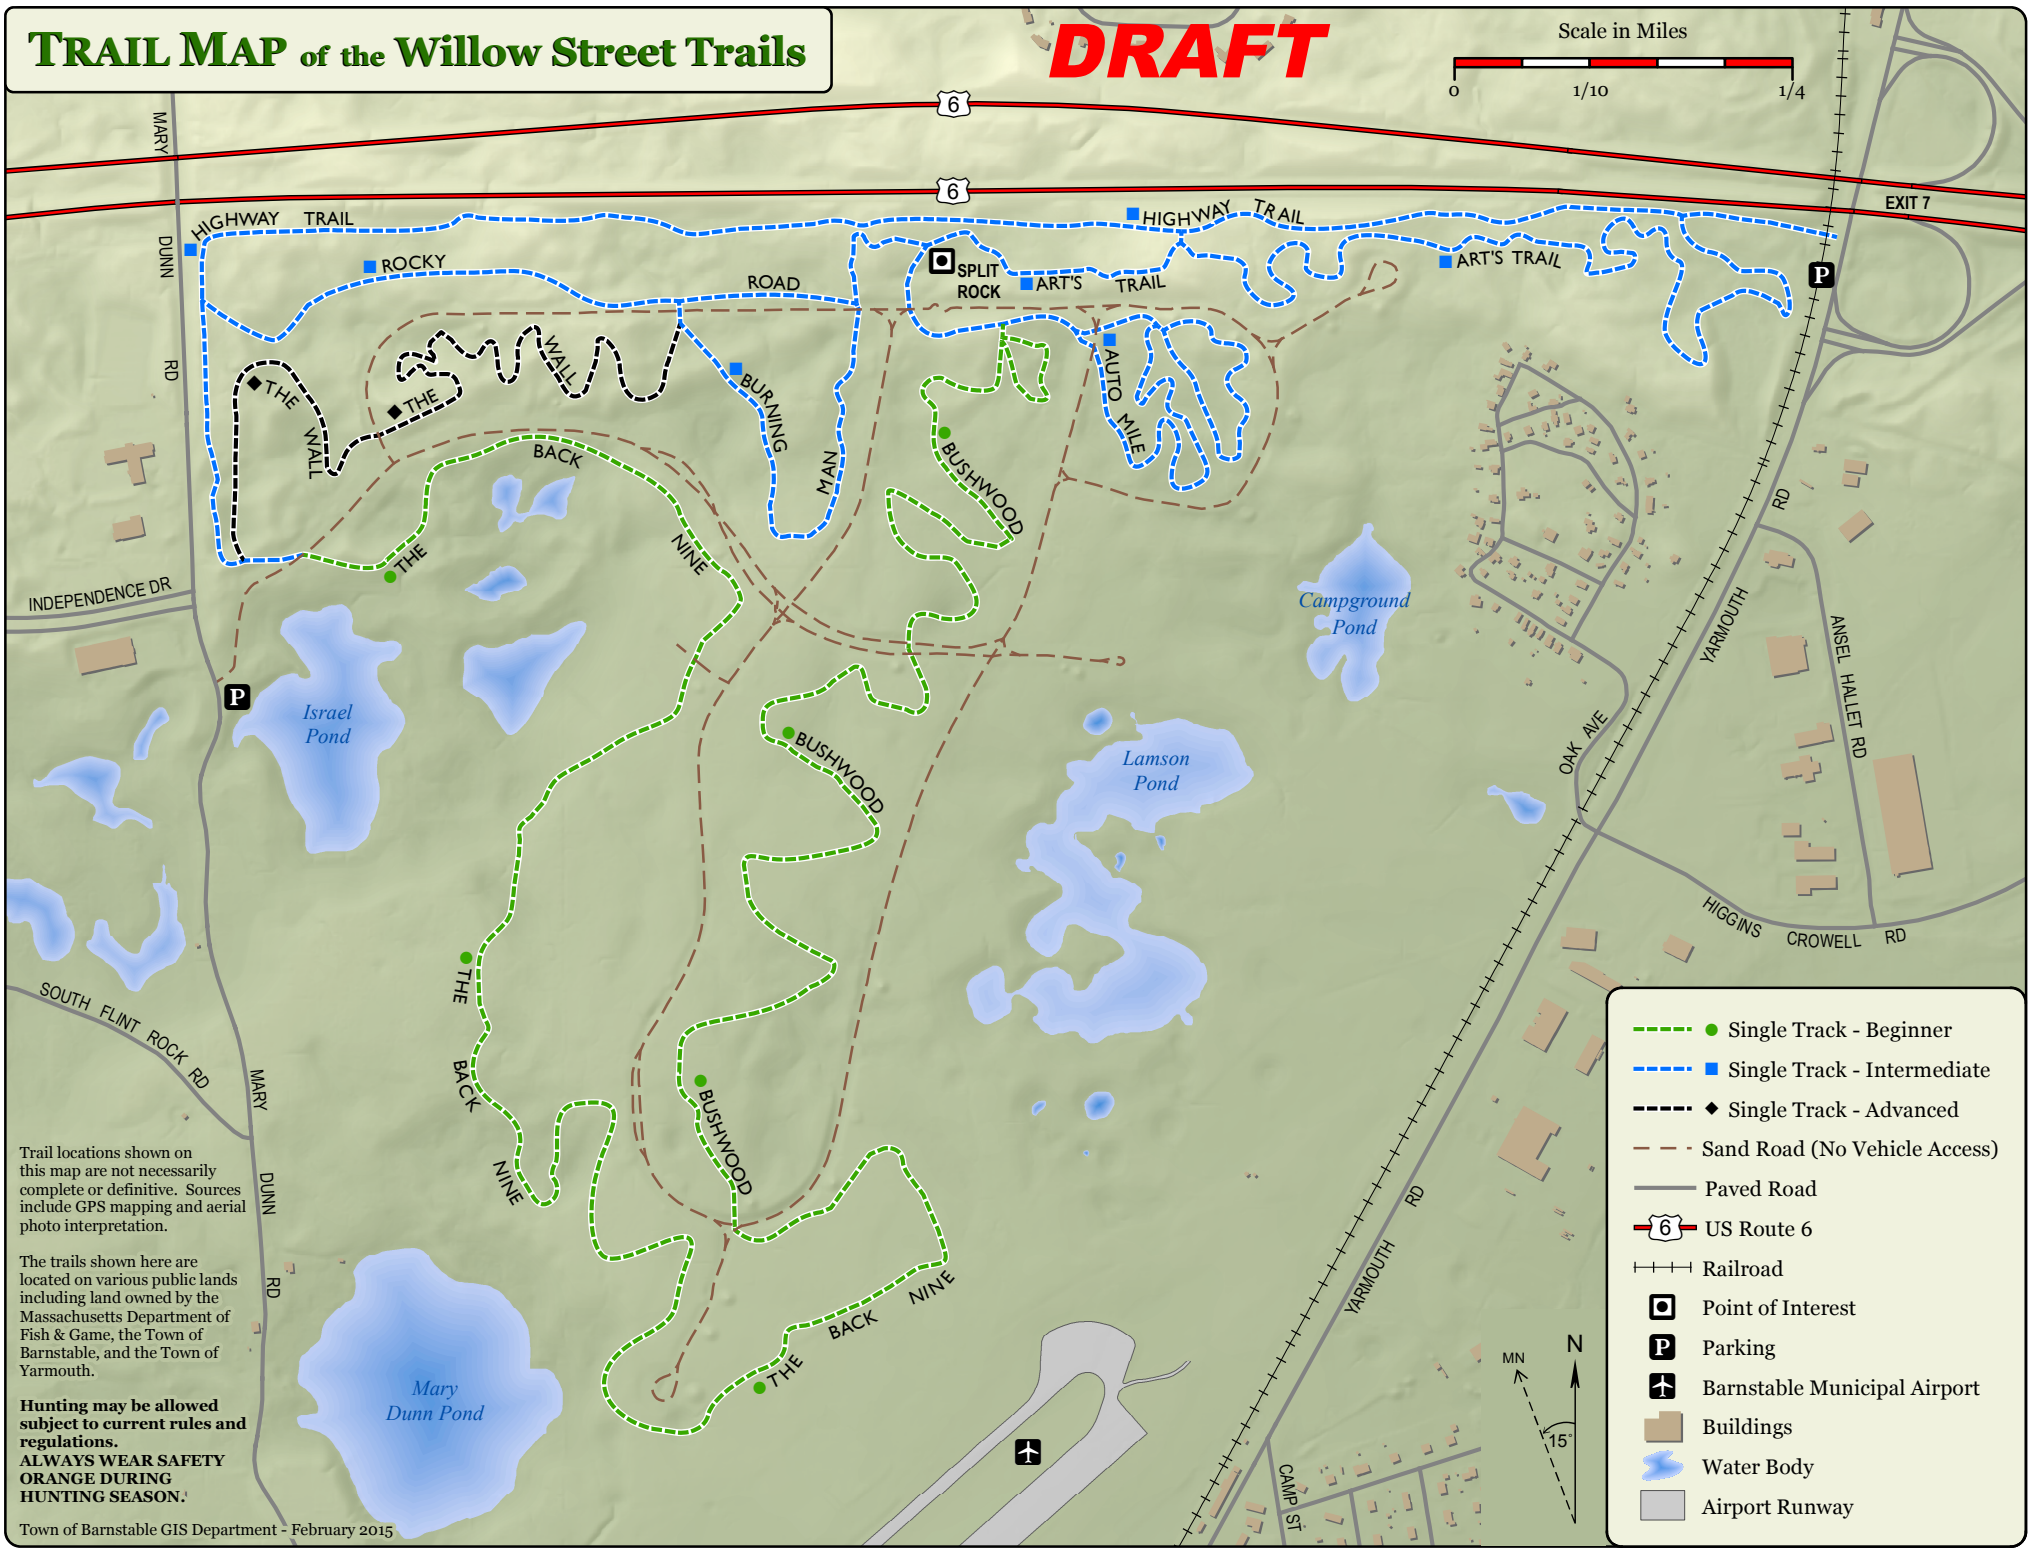 TRAIL MAP of the Willow Street Trails
DRAFT
Scale in Miles
0 1/10 1/4
6
6
EXIT 7
MARY
DUNN
RD
HIGHWAY TRAIL
HIGHWAY TRAIL
ROCKY
ROAD
SPLIT
ROCK
ART'S TRAIL
ART'S TRAIL
P
THE
WALL
THE
WALL
BURNING
MAN
AUTO
MILE
BUSHWOOD
THE
BACK
NINE
INDEPENDENCE DR
P
Israel
Pond
Campground
Pond
Lamson
Pond
BUSHWOOD
YARMOUTH
RD
ANSEL HALLET RD
OAK AVE
HIGGINS
CROWELL RD
THE
BACK
NINE
BUSHWOOD
SOUTH FLINT ROCK RD
MARY
DUNN
RD
THE
BACK
NINE
Mary
Dunn Pond
YARMOUTH
RD
CAMP ST
MN
N
15°
Trail locations shown on
this map are not necessarily
complete or definitive. Sources
include GPS mapping and aerial
photo interpretation.
The trails shown here are
located on various public lands
including land owned by the
Massachusetts Department of
Fish & Game, the Town of
Barnstable, and the Town of
Yarmouth.
Hunting may be allowed
subject to current rules and
regulations.
ALWAYS WEAR SAFETY
ORANGE DURING
HUNTING SEASON.
Town of Barnstable GIS Department - February 2015
Single Track - Beginner
Single Track - Intermediate
Single Track - Advanced
Sand Road (No Vehicle Access)
Paved Road
6 US Route 6
Railroad
Point of Interest
P Parking
Barnstable Municipal Airport
Buildings
Water Body
Airport Runway